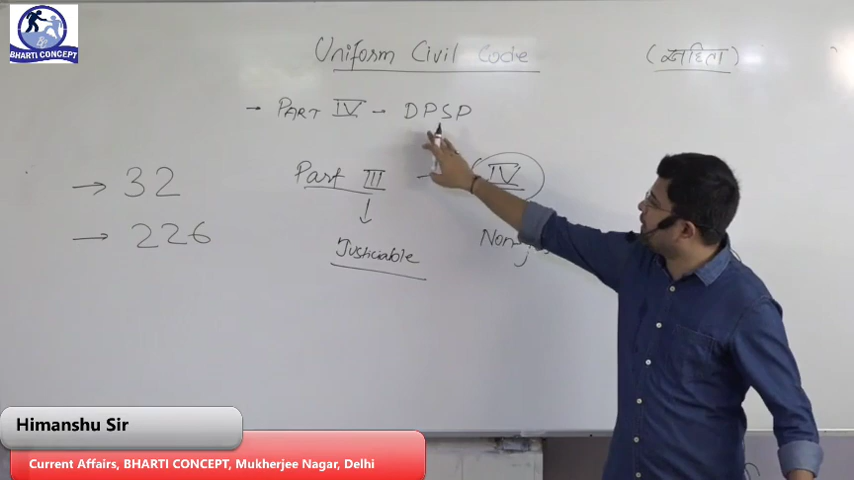 BHARTI CONCEPT
Uniform Civil Code (संहिता)
→ PART IV - DPSP
→ 32 Part III → IV
→ 226
Justiciable Non-
Himanshu Sir
Current Affairs, BHARTI CONCEPT, Mukherjee Nagar, Delhi